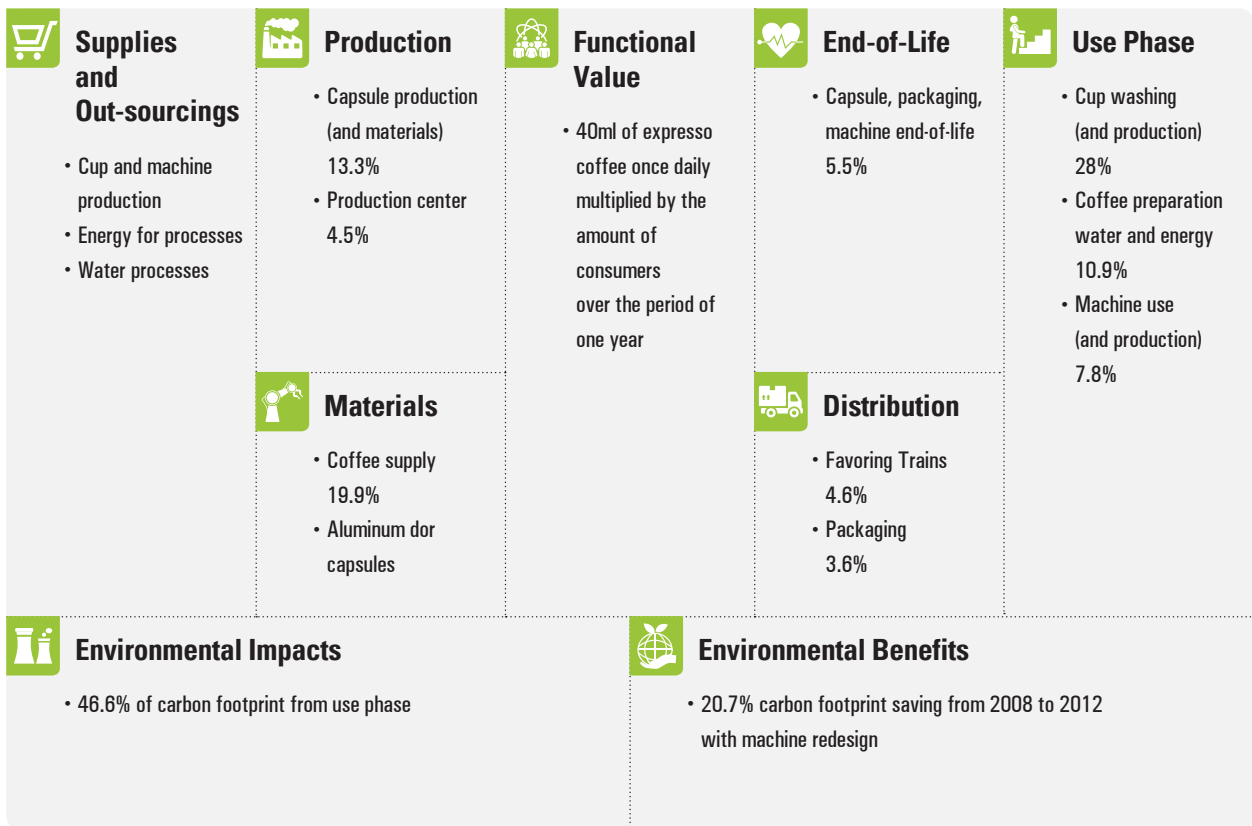 Supplies
and
Out-sourcings
• Cup and machine
production
• Energy for processes
• Water processes
Production
• Capsule production
(and materials)
13.3%
• Production center
4.5%
Materials
• Coffee supply
19.9%
• Aluminum dor
capsules
Functional
Value
• 40ml of expresso
coffee once daily
multiplied by the
amount of
consumers
over the period of
one year
End-of-Life
• Capsule, packaging,
machine end-of-life
5.5%
Distribution
• Favoring Trains
4.6%
• Packaging
3.6%
Use Phase
• Cup washing
(and production)
28%
• Coffee preparation
water and energy
10.9%
• Machine use
(and production)
7.8%
Environmental Impacts
• 46.6% of carbon footprint from use phase
Environmental Benefits
• 20.7% carbon footprint saving from 2008 to 2012
with machine redesign